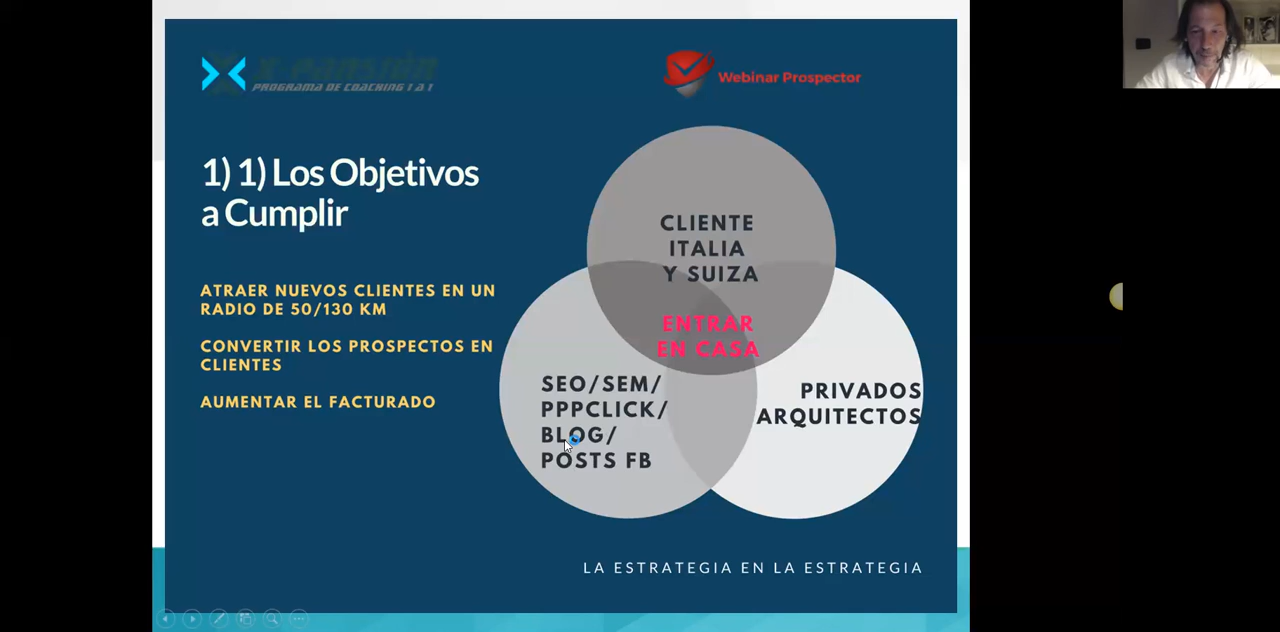 X-PANSIÓN
PROGRAMA DE COACHING 1 A 1
Webinar Prospector
1) 1) Los Objetivos
a Cumplir
ATRAER NUEVOS CLIENTES EN UN
RADIO DE 50/130 KM
CONVERTIR LOS PROSPECTOS EN
CLIENTES
AUMENTAR EL FACTURADO
CLIENTE
ITALIA
Y SUIZA
ENTRAR
EN CASA
SEO/SEM/
PPPCLICK/
BLOG/
POSTS FB
PRIVADOS
ARQUITECTOS
LA ESTRATEGIA EN LA ESTRATEGIA